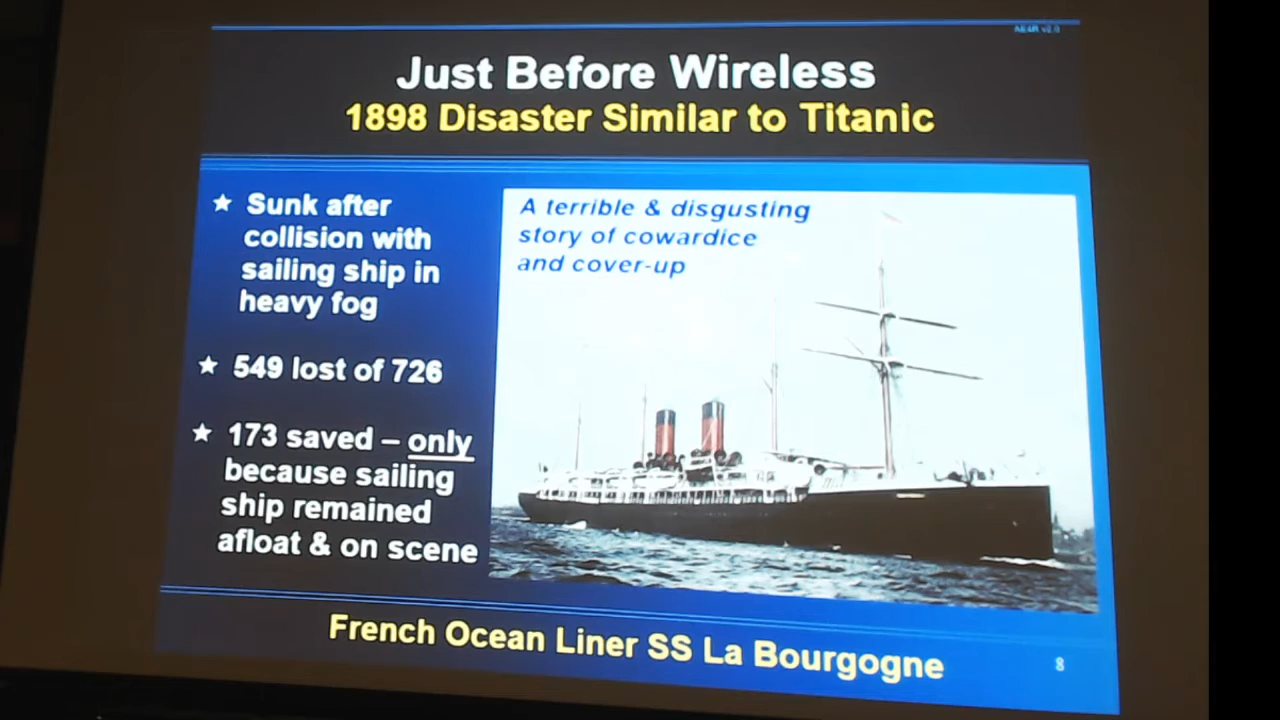 Just Before Wireless
1898 Disaster Similar to Titanic
★ Sunk after
collision with
sailing ship in
heavy fog
★ 549 lost of 726
★ 173 saved – only
because sailing
ship remained
afloat & on scene
A terrible & disgusting
story of cowardice
and cover-up
French Ocean Liner SS La Bourgogne
8